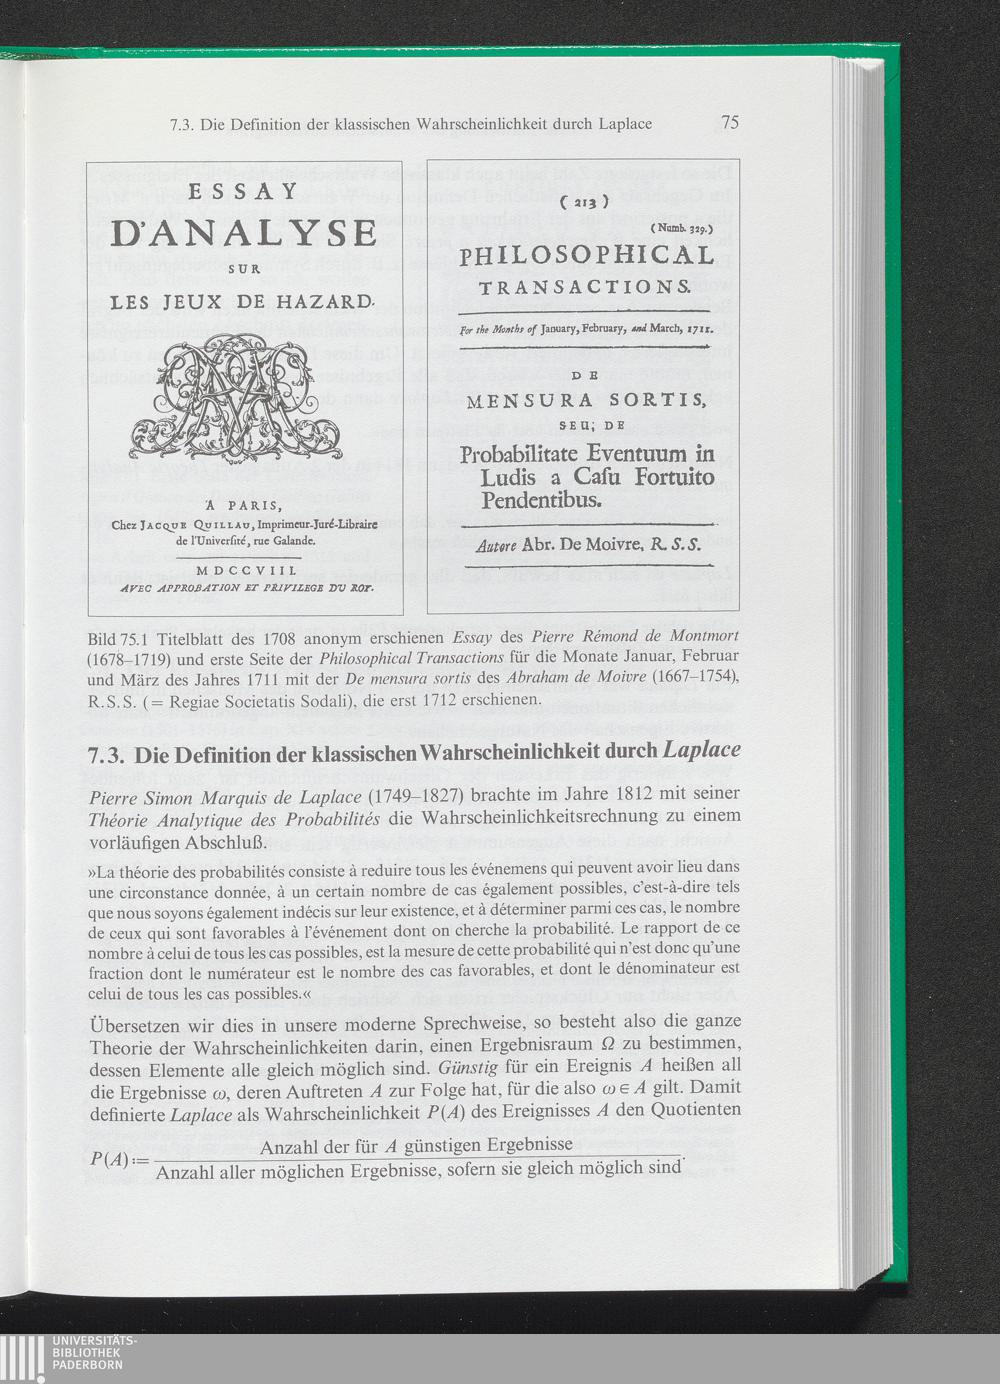 7.3. Die Definition der klassischen Wahrscheinlichkeit durch Laplace 75
ESSAY
D'ANALYSE
SUR
LES JEUX DE HAZARD.
A PARIS,
Chez JACQUE QUILLAU, Imprimeur-Juré-Libraire
de l'Universſité, rue Galande.
MDCCVIII.
AVEC APPROBATION ET PRIVILEGE DU ROY.
( 213 )
(Numb. 329.)
PHILOSOPHICAL
TRANSACTIONS.
For the Months of January, February, and March, 1711.
DE
MENSURA SORTIS,
SEU; DE
Probabilitate Eventuum in
Ludis a Caſu Fortuito
Pendentibus.
Autore Abr. De Moivre, R. S. S.
Bild 75.1 Titelblatt des 1708 anonym erschienen Essay des Pierre Rémond de Montmort
(1678–1719) und erste Seite der Philosophical Transactions für die Monate Januar, Februar
und März des Jahres 1711 mit der De mensura sortis des Abraham de Moivre (1667–1754),
R.S.S. (= Regiae Societatis Sodali), die erst 1712 erschienen.
7.3. Die Definition der klassischen Wahrscheinlichkeit durch Laplace
Pierre Simon Marquis de Laplace (1749–1827) brachte im Jahre 1812 mit seiner
Théorie Analytique des Probabilités die Wahrscheinlichkeitsrechnung zu einem
vorläufigen Abschluß.
»La théorie des probabilités consiste à reduire tous les événemens qui peuvent avoir lieu dans
une circonstance donnée, à un certain nombre de cas également possibles, c'est-à-dire tels
que nous soyons également indécis sur leur existence, et à déterminer parmi ces cas, le nombre
de ceux qui sont favorables à l'événement dont on cherche la probabilité. Le rapport de ce
nombre à celui de tous les cas possibles, est la mesure de cette probabilité qui n'est donc qu'une
fraction dont le numérateur est le nombre des cas favorables, et dont le dénominateur est
celui de tous les cas possibles.«
Übersetzen wir dies in unsere moderne Sprechweise, so besteht also die ganze
Theorie der Wahrscheinlichkeiten darin, einen Ergebnisraum Ω zu bestimmen,
dessen Elemente alle gleich möglich sind. Günstig für ein Ereignis A heißen all
die Ergebnisse ω, deren Auftreten A zur Folge hat, für die also ω ∈ A gilt. Damit
definierte Laplace als Wahrscheinlichkeit P(A) des Ereignisses A den Quotienten
Anzahl der für A günstigen Ergebnisse
P(A) :=
Anzahl aller möglichen Ergebnisse, sofern sie gleich möglich sind.
UNIVERSITÄTS-
BIBLIOTHEK
PADERBORN